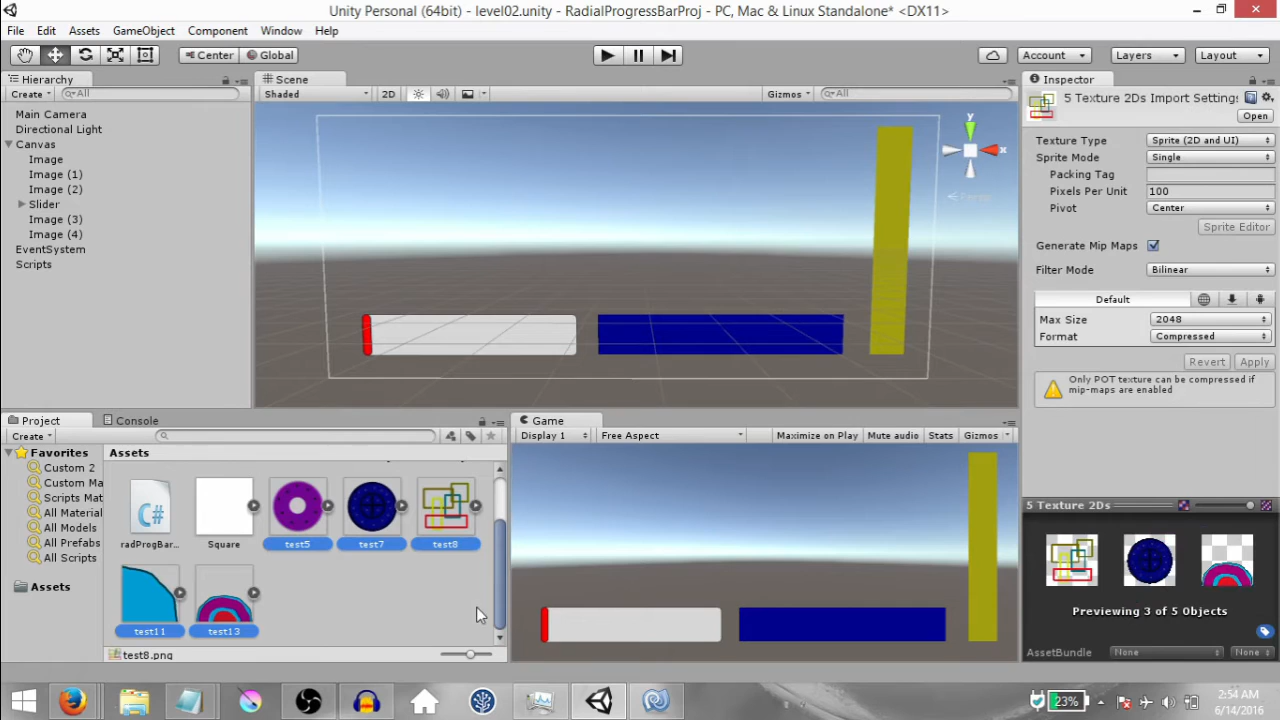 Unity Personal (64bit) - level02.unity - RadialProgressBarProj - PC, Mac & Linux Standalone* <DX11>
File Edit Assets GameObject Component Window Help
Center Global Account Layers Layout
Hierarchy
Create All
Main Camera
Directional Light
Canvas
Image
Image (1)
Image (2)
Slider
Image (3)
Image (4)
EventSystem
Scripts
Scene
Shaded 2D Gizmos All
y
x
Persp
Inspector
5 Texture 2Ds Import Settings
Open
Texture Type Sprite (2D and UI)
Sprite Mode Single
Packing Tag
Pixels Per Unit 100
Pivot Center
Sprite Editor
Generate Mip Maps
Filter Mode Bilinear
Default
Max Size 2048
Format Compressed
Revert Apply
Only POT texture can be compressed if
mip-maps are enabled
Project Console
Create
Favorites
Custom 2
Custom Ma
Scripts Mat
All Material
All Models
All Prefabs
All Scripts
Assets
Assets
C#
radProgBar... Square test5 test7 test8
test11 test13
test8.png
Game
Display 1 Free Aspect Maximize on Play Mute audio Stats Gizmos
5 Texture 2Ds
Previewing 3 of 5 Objects
AssetBundle None None
23%
2:54 AM
6/14/2016